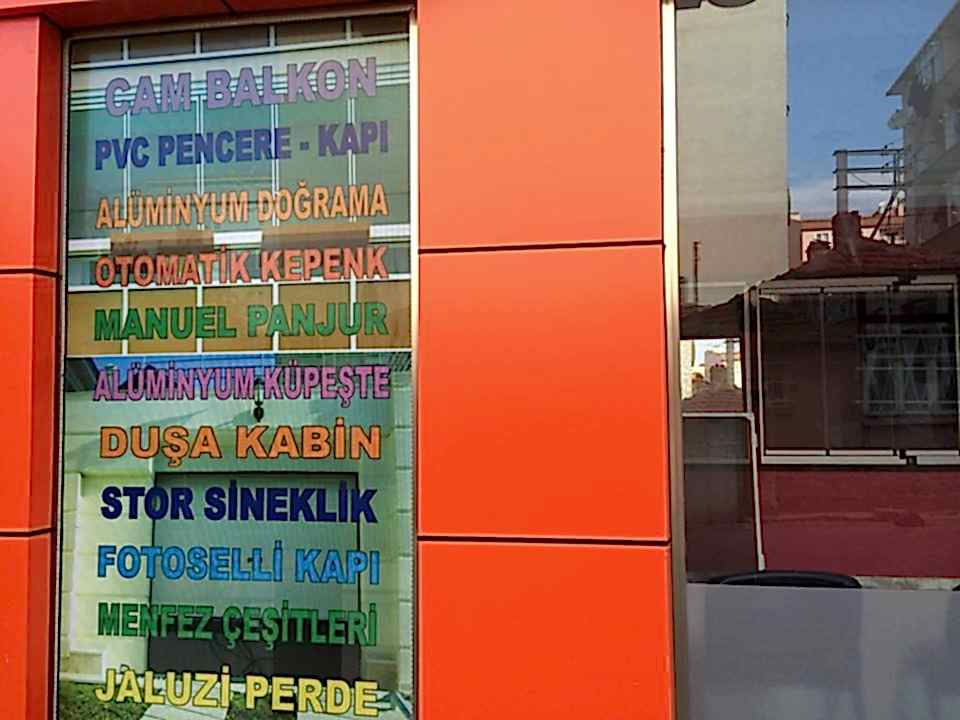 CAM BALKON
PVC PENCERE - KAPI
ALÜMİNYUM DOĞRAMA
OTOMATİK KEPENK
MANUEL PANJUR
ALÜMİNYUM KÜPEŞTE
DUŞA KABİN
STOR SİNEKLİK
FOTOSELLİ KAPI
MENFEZ ÇEŞİTLERİ
JALUZİ PERDE